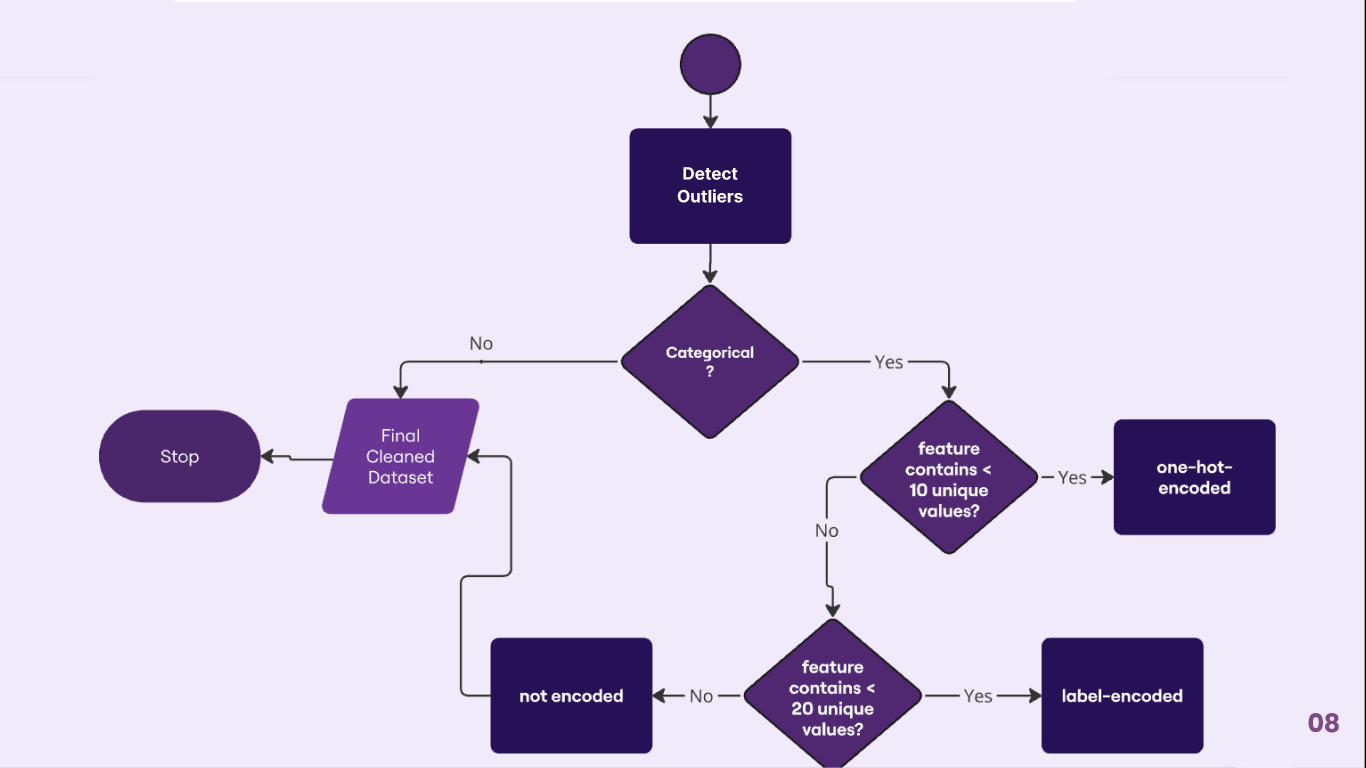 Detect
Outliers
Categorical
?
No
Yes
Stop
Final
Cleaned
Dataset
feature
contains <
10 unique
values?
Yes
one-hot-
encoded
No
not encoded
No
feature
contains <
20 unique
values?
Yes
label-encoded
08